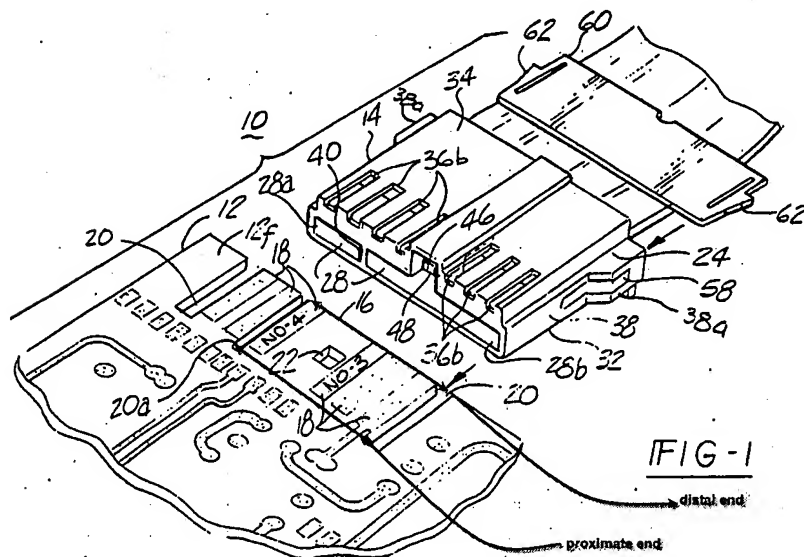 60
62
34
38a
14
10
40
36b
28a
46
12
12f
20
18
16
28
62
24
58
38a
38
32
48
36b
28b
NO-4
22
NO-3
20a
18
20
FIG-1
distal end
proximate end